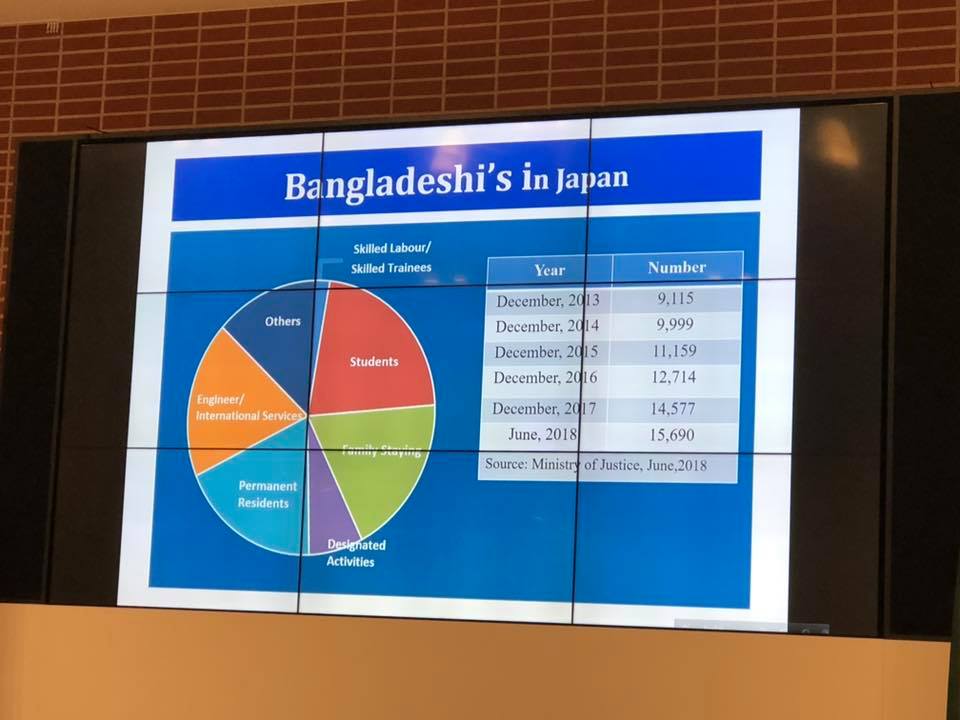 Bangladeshi's in Japan
Skilled Labour/
Skilled Trainees
Others
Students
Engineer/
International Services
Family Staying
Permanent
Residents
Designated
Activities
Year Number
December, 2013 9,115
December, 2014 9,999
December, 2015 11,159
December, 2016 12,714
December, 2017 14,577
June, 2018 15,690
Source: Ministry of Justice, June,2018